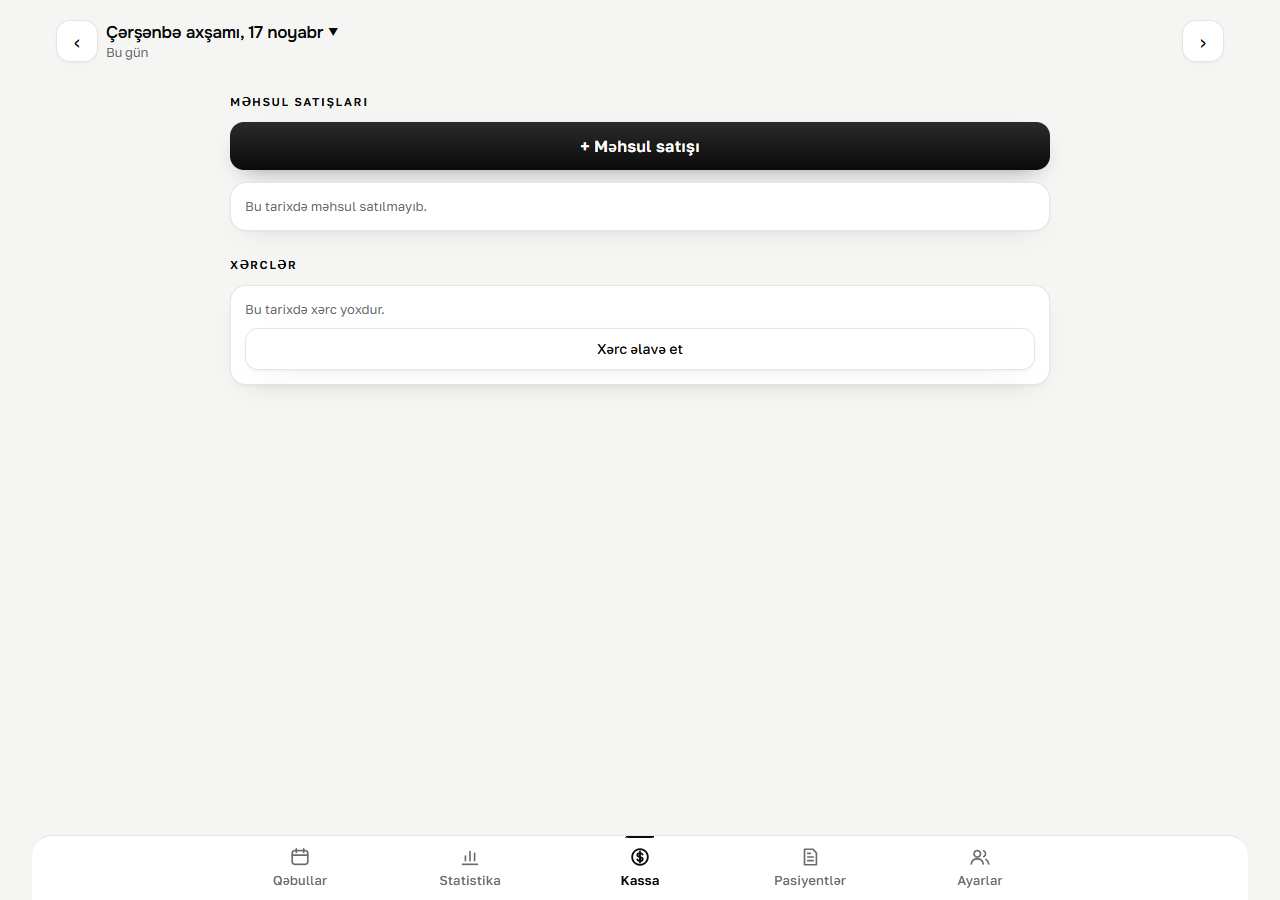 Çərşənbə axşamı, 17 noyabr ▼
Bu gün
MƏHSUL SATIŞLARI
+ Məhsul satışı
Bu tarixdə məhsul satılmayıb.
XƏRCLƏR
Bu tarixdə xərc yoxdur.
Xərc əlavə et
Qəbullar
Statistika
Kassa
Pasiyentlər
Ayarlar